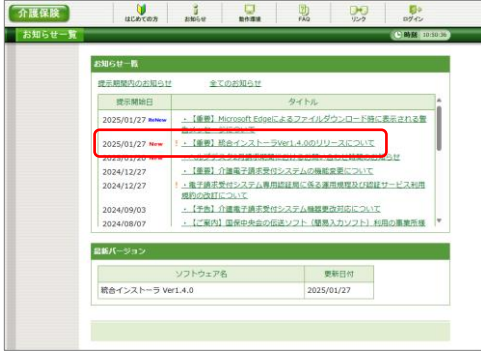 介護保険
はじめての方
お知らせ
動作環境
FAQ
リンク
ログイン
お知らせ一覧
時計 10:10:36
お知らせ一覧
提示期間内のお知らせ 全てのお知らせ
提示開始日 タイトル
2025/01/27 ReNew ・【重要】Microsoft Edgeによるファイルダウンロード時に表示される警
2025/01/27 New ！・【重要】統合インストーラVer1.4.0のリリースについて
2024/12/27 ・【重要】介護電子請求受付システムの機能変更について
2024/12/27 ！・電子請求受付システム専用認証局に係る運用規程及び認証サービス利用
規約の改訂について
2024/09/03 ・【予告】介護電子請求受付システム機器更改対応について
2024/08/07 ・【ご案内】国保中央会の伝送ソフト（簡易入力ソフト）利用の事業所様
最新バージョン
ソフトウェア名 更新日付
統合インストーラ Ver1.4.0 2025/01/27